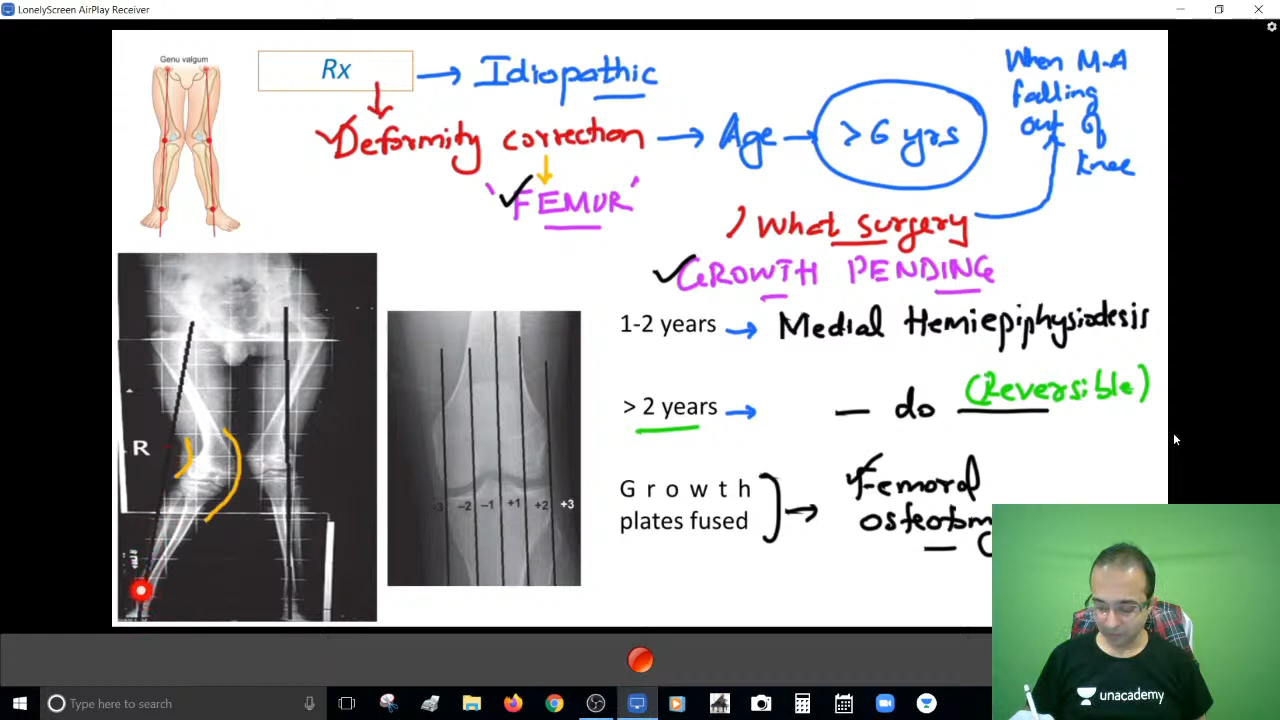 LonelyScreen AirPlay Receiver
Genu valgum
Rx → Idiopathic
When M.A
falling
out of
knee
Deformity correction → Age → > 6 yrs
'FEMUR'
What surgery
GROWTH PENDING
1-2 years → Medial Hemiepiphysiodesis
> 2 years → — do — (Reversible)
Growth
plates fused
→ Femoral
osteotomy
R
-3 -2 -1 +1 +2 +3
unacademy
Type here to search